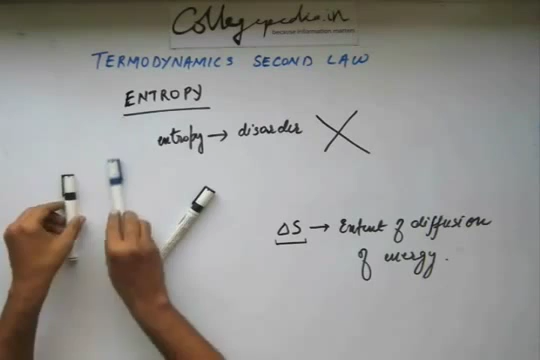 Collegepedia.in
because information matters
TERMODYNAMICS SECOND LAW
ENTROPY
entropy → disorder X
ΔS → Extent of diffusion
of energy.